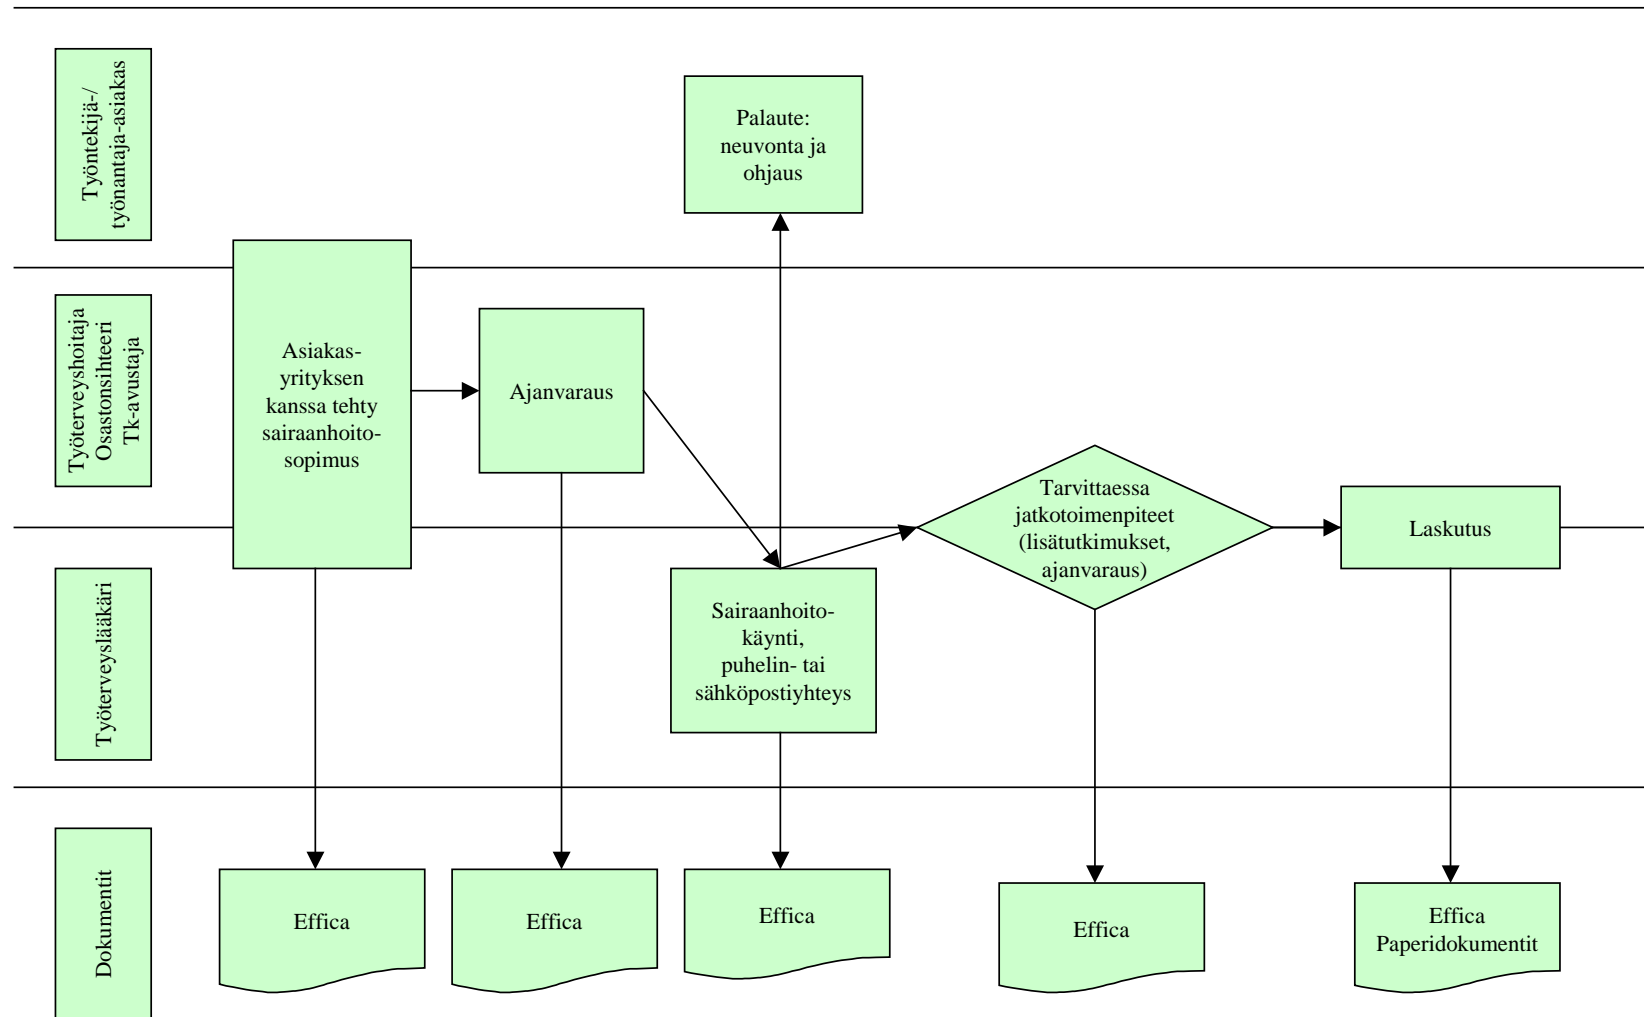 Työntekijä-/
työnantaja-asiakas
Palaute:
neuvonta ja
ohjaus
Työterveyshoitaja
Osastonsihteeri
Tk-avustaja
Asiakas-
yrityksen
kanssa tehty
sairaanhoito-
sopimus
Ajanvaraus
Tarvittaessa
jatkotoimenpiteet
(lisätutkimukset,
ajanvaraus)
Laskutus
Työterveyslääkäri
Sairaanhoito-
käynti,
puhelin- tai
sähköpostiyhteys
Dokumentit
Effica
Effica
Effica
Effica
Effica
Paperidokumentit